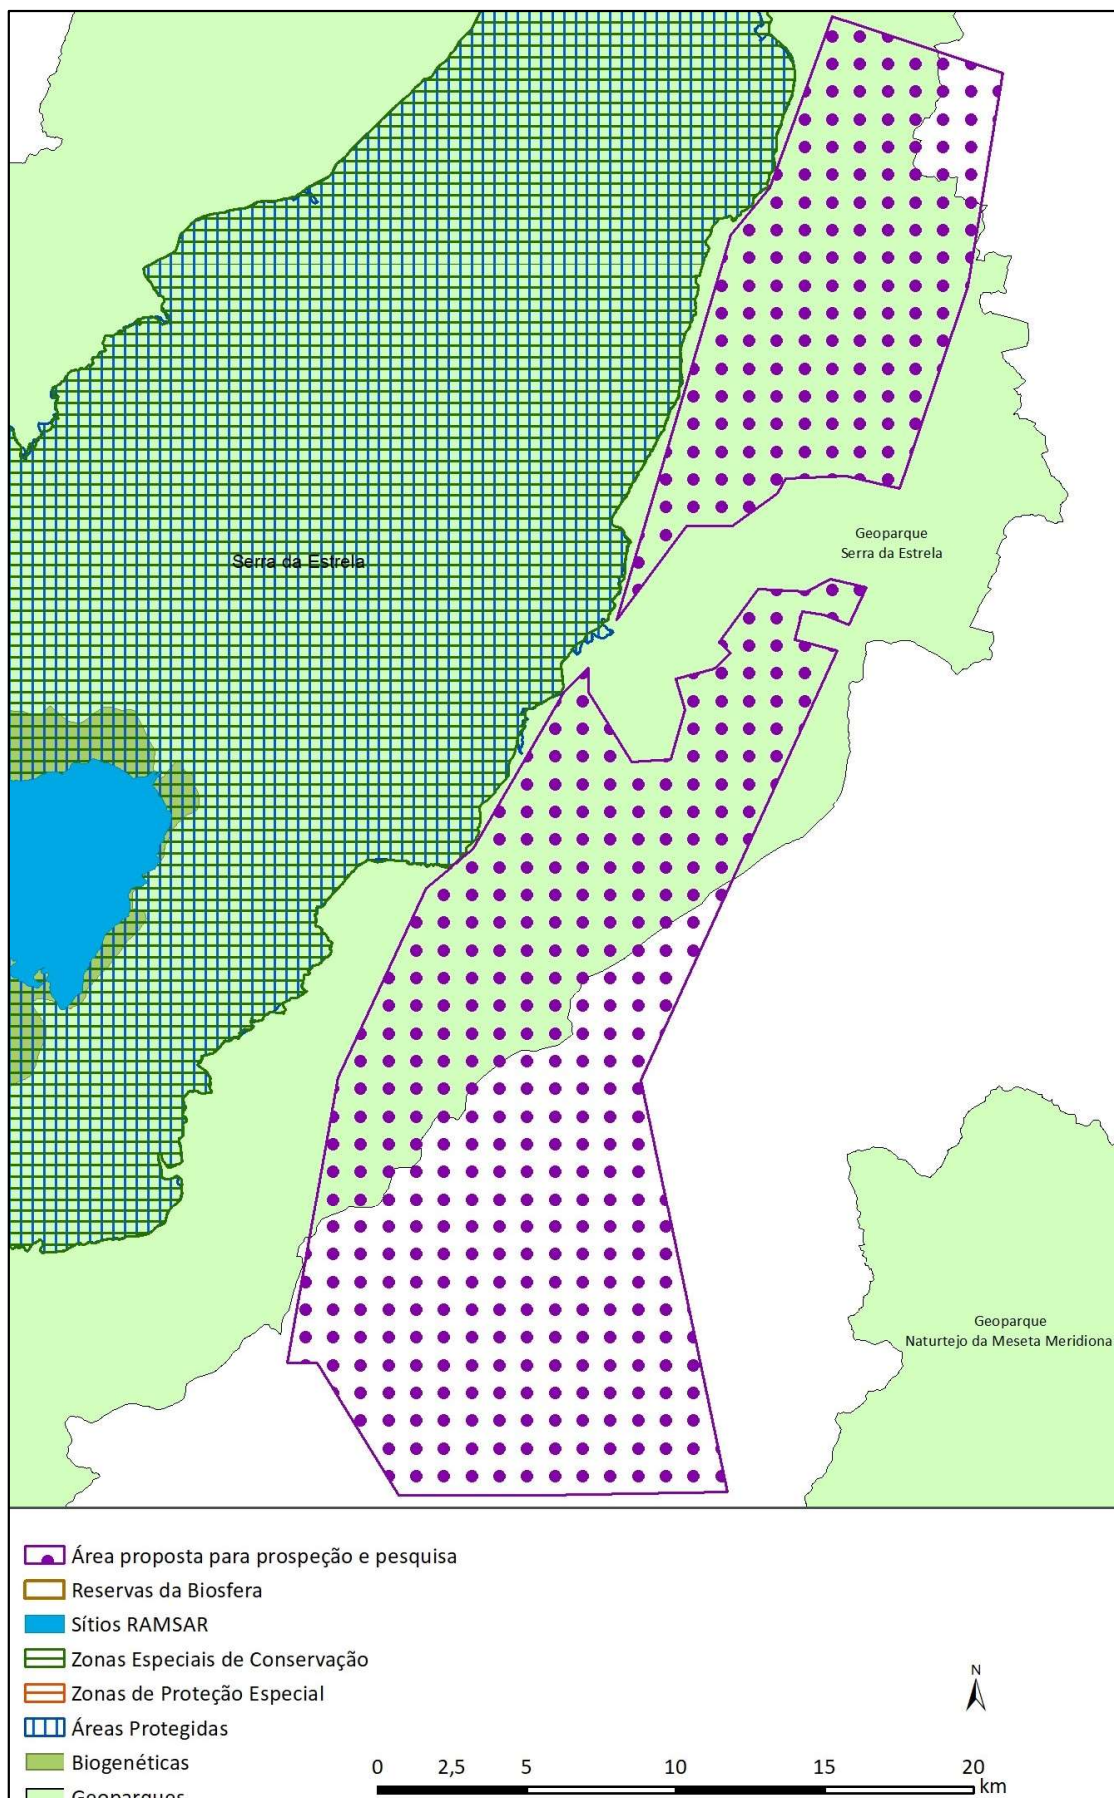 Serra da Estrela
Geoparque
Serra da Estrela
Geoparque
Naturtejo da Meseta Meridiona
Área proposta para prospeção e pesquisa
Reservas da Biosfera
Sítios RAMSAR
Zonas Especiais de Conservação
Zonas de Proteção Especial
Áreas Protegidas
Biogenéticas
Geoparques
N
0 2,5 5 10 15 20
km